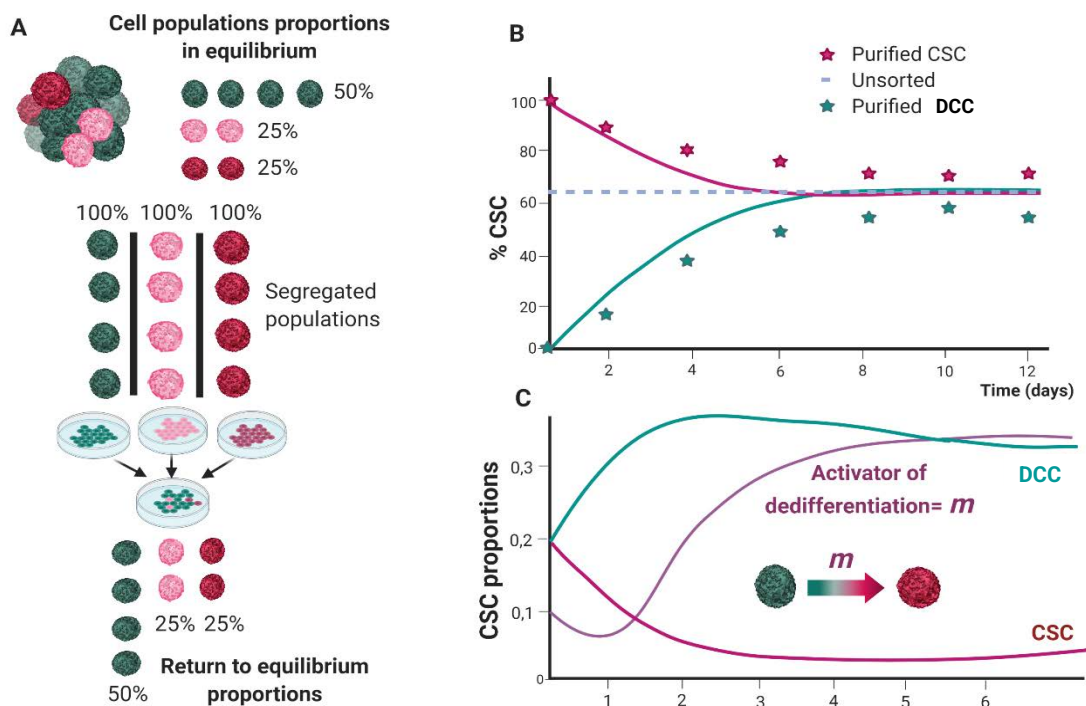 A
Cell populations proportions
in equilibrium
50%
25%
25%
100% 100% 100%
Segregated
populations
25% 25%
50%
Return to equilibrium
proportions
B
Purified CSC
Unsorted
Purified DCC
% CSC
100
80
60
40
20
0
2 4 6 8 10 12
Time (days)
C
CSC proportions
0,3
0,2
0,1
0
1 2 3 4 5 6
DCC
Activator of
dedifferentiation= m
m
CSC